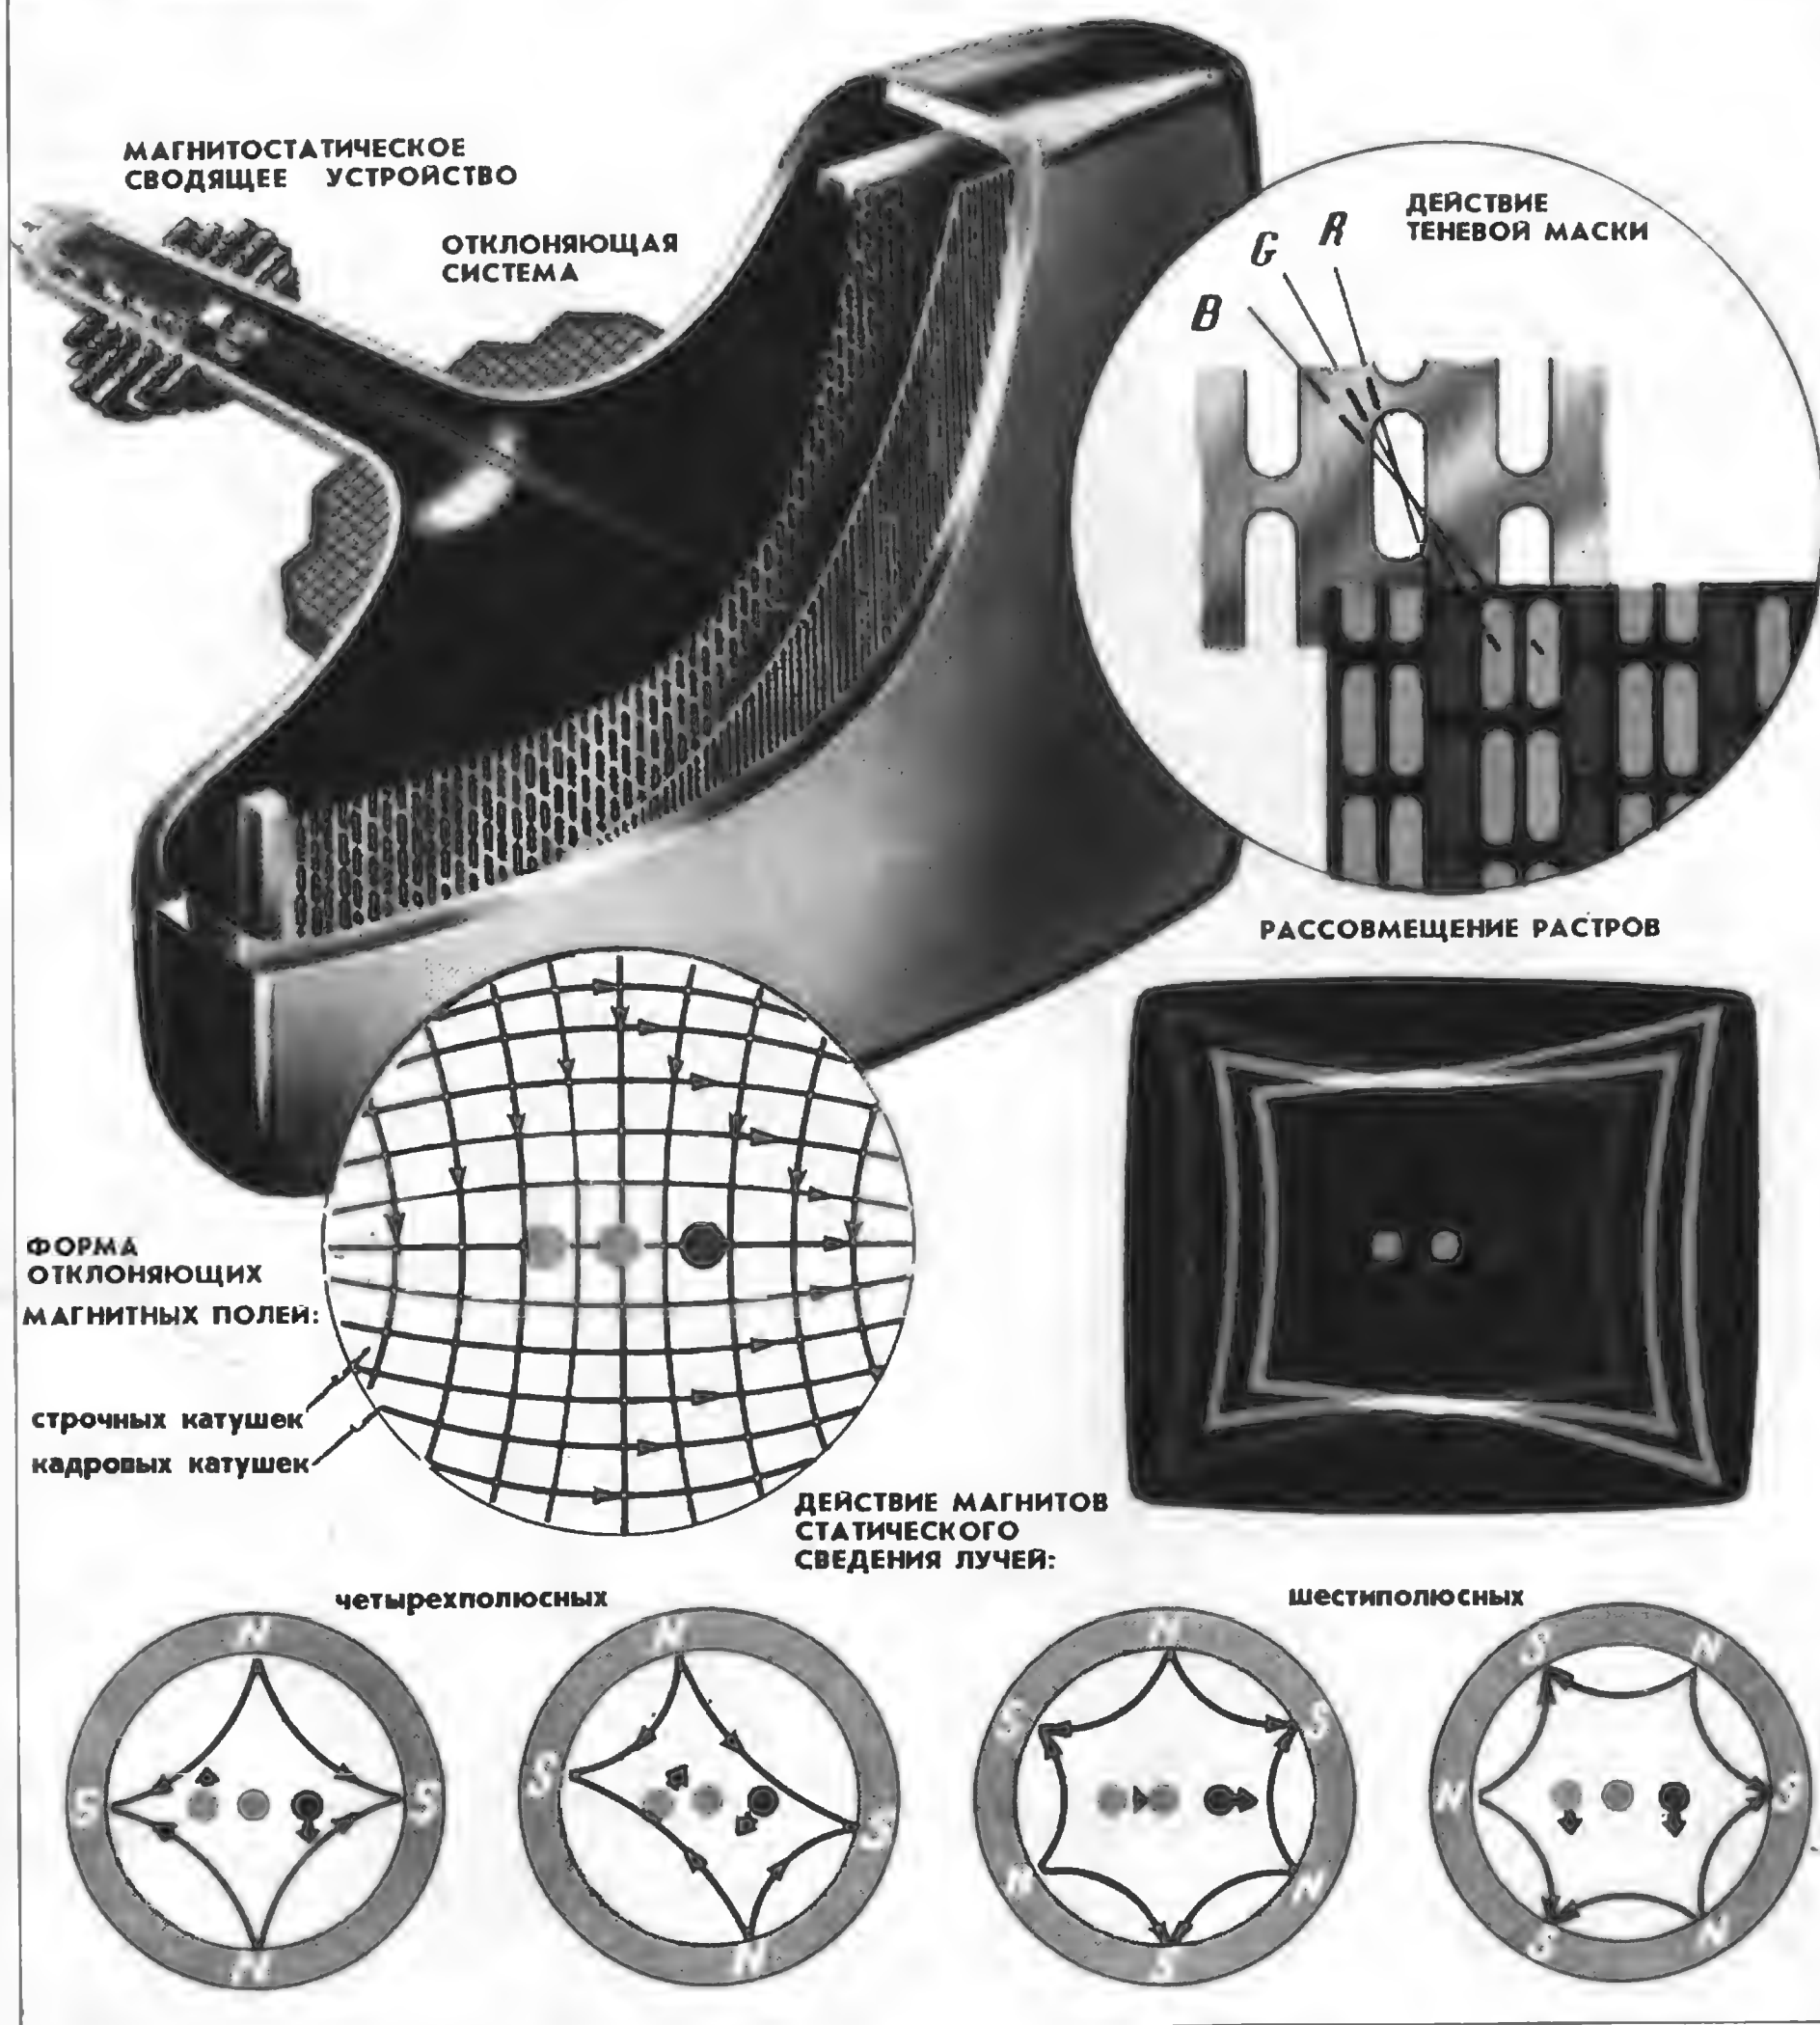 МАГНИТОСТАТИЧЕСКОЕ
СВОДЯЩЕЕ УСТРОЙСТВО
ОТКЛОНЯЮЩАЯ
СИСТЕМА
ДЕЙСТВИЕ
ТЕНЕВОЙ МАСКИ
R
G
B
РАССОВМЕЩЕНИЕ РАСТРОВ
ФОРМА
ОТКЛОНЯЮЩИХ
МАГНИТНЫХ ПОЛЕЙ:
строчных катушек
кадровых катушек
ДЕЙСТВИЕ МАГНИТОВ
СТАТИЧЕСКОГО
СВЕДЕНИЯ ЛУЧЕЙ:
четырехполюсных
шестиполюсных
N
S S
N
N
S S
N
N
S S
N N
S
S N
N S
S N